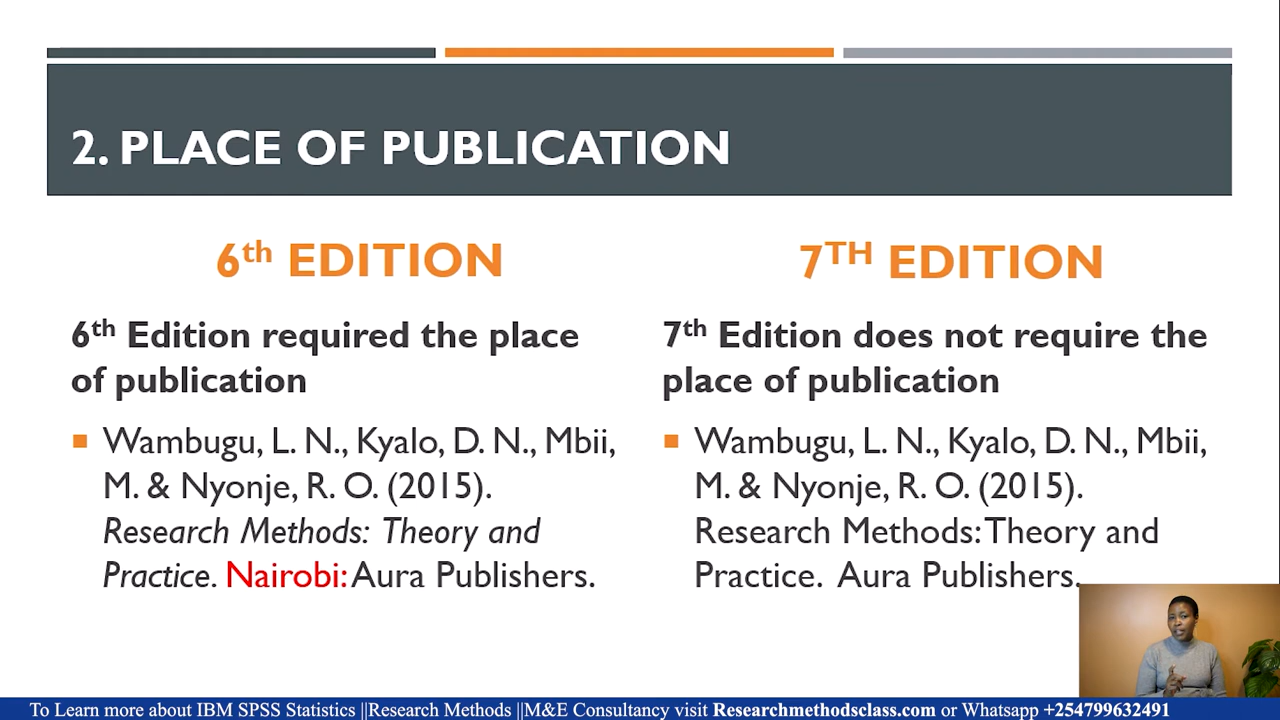 2. PLACE OF PUBLICATION
6th EDITION
6th Edition required the place
of publication
■ Wambugu, L. N., Kyalo, D. N., Mbii,
M. & Nyonje, R. O. (2015).
Research Methods: Theory and
Practice. Nairobi: Aura Publishers.
7TH EDITION
7th Edition does not require the
place of publication
■ Wambugu, L. N., Kyalo, D. N., Mbii,
M. & Nyonje, R. O. (2015).
Research Methods: Theory and
Practice. Aura Publishers.
To Learn more about IBM SPSS Statistics ||Research Methods ||M&E Consultancy visit Researchmethodsclass.com or Whatsapp +254799632491